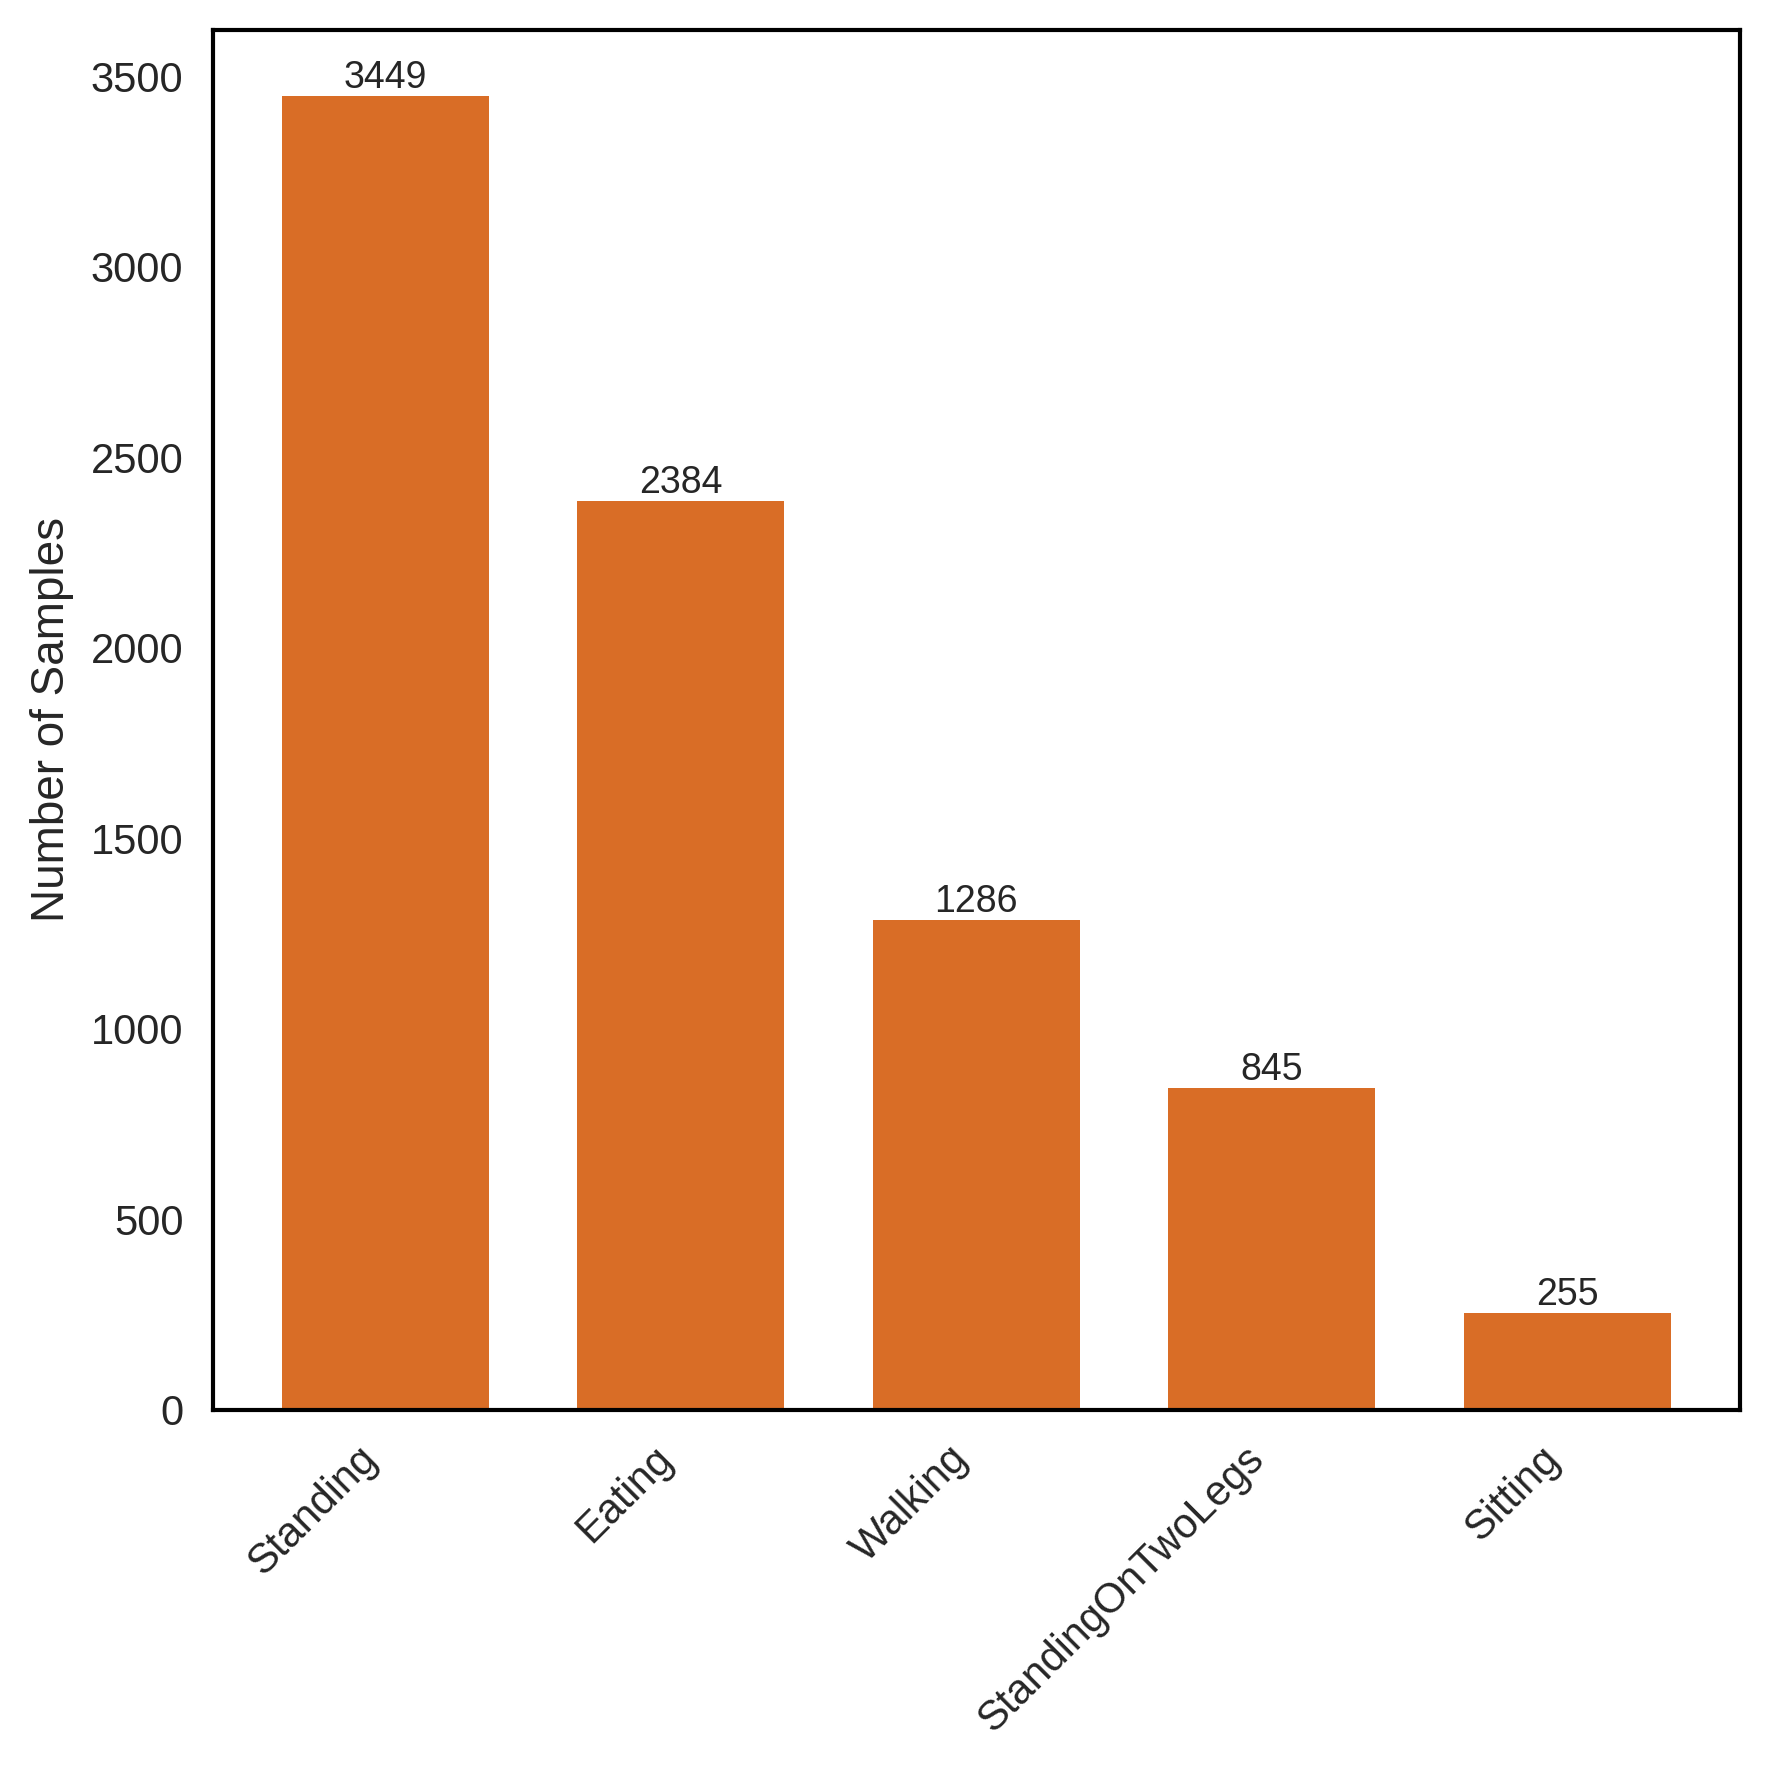 Number of Samples
3500
3000
2500
2000
1500
1000
500
0
3449
2384
1286
845
255
Standing
Eating
Walking
StandingOnTwoLegs
Sitting